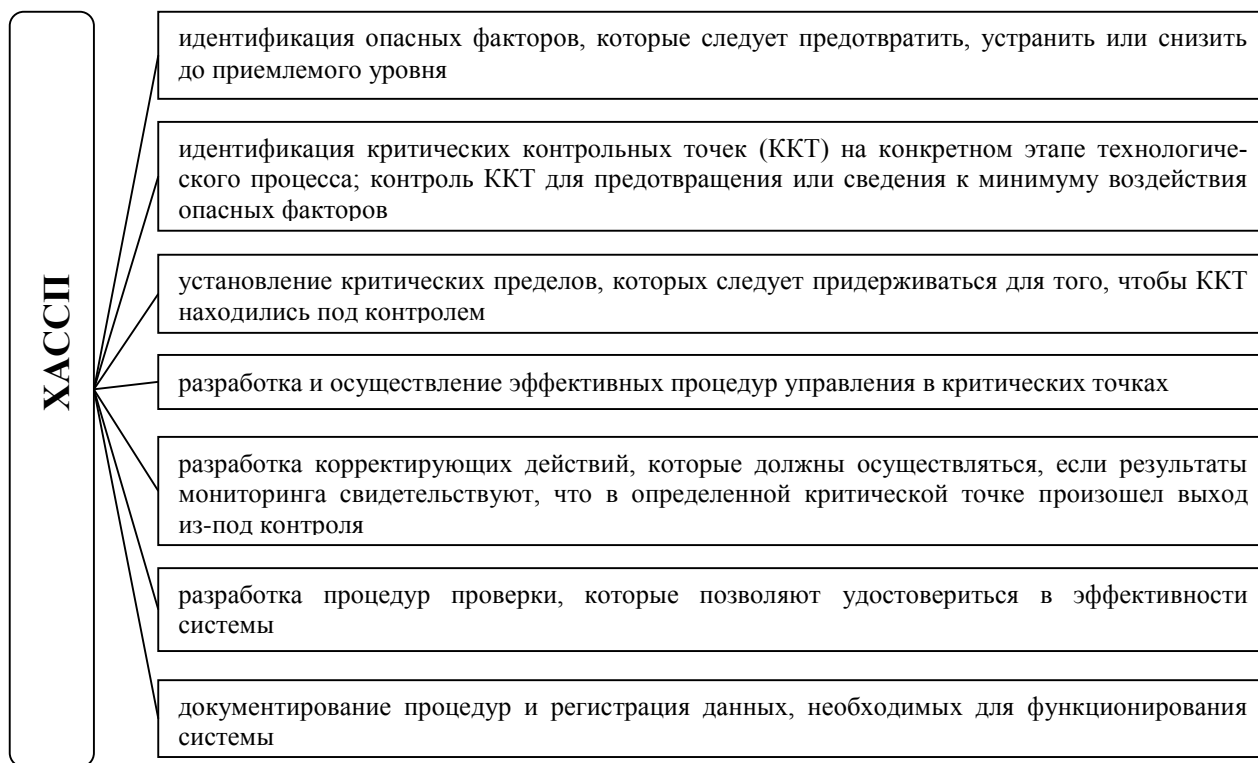 ХАССП
идентификация опасных факторов, которые следует предотвратить, устранить или снизить
до приемлемого уровня
идентификация критических контрольных точек (ККТ) на конкретном этапе технологиче-
ского процесса; контроль ККТ для предотвращения или сведения к минимуму воздействия
опасных факторов
установление критических пределов, которых следует придерживаться для того, чтобы ККТ
находились под контролем
разработка и осуществление эффективных процедур управления в критических точках
разработка корректирующих действий, которые должны осуществляться, если результаты
мониторинга свидетельствуют, что в определенной критической точке произошел выход
из-под контроля
разработка процедур проверки, которые позволяют удостовериться в эффективности
системы
документирование процедур и регистрация данных, необходимых для функционирования
системы